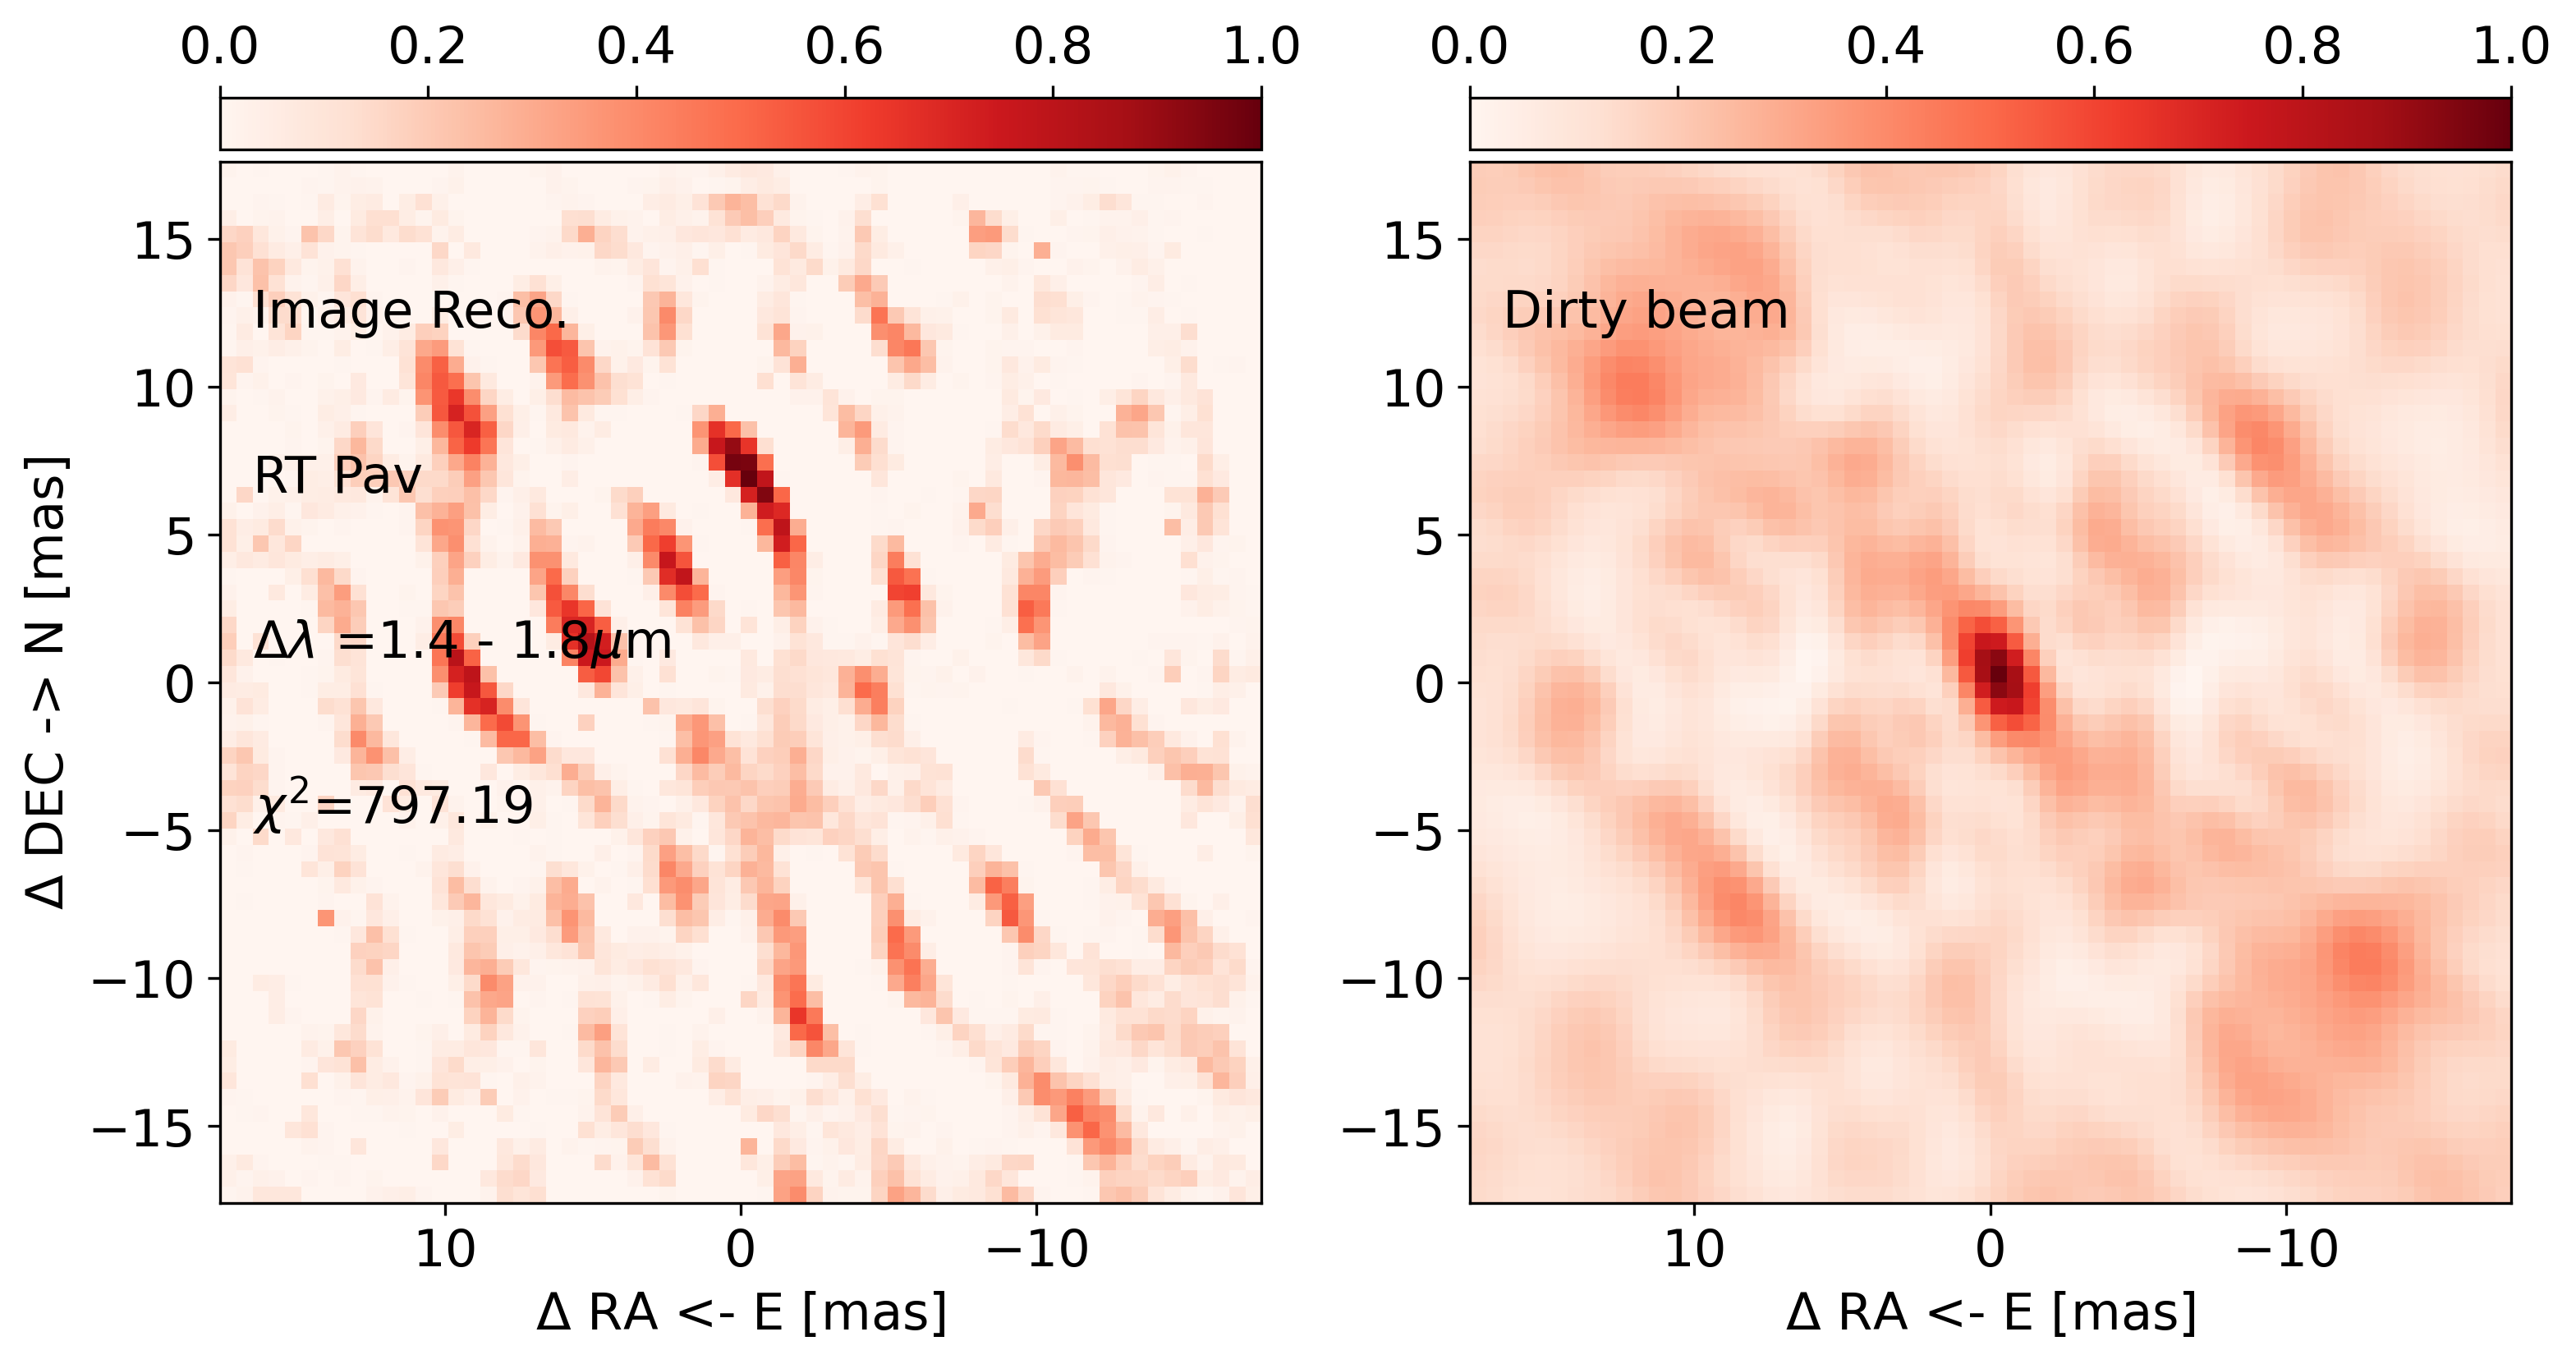 0.0 0.2 0.4 0.6 0.8 1.0
Image Reco.
RT Pav
Δλ =1.4 - 1.8μm
χ²=797.19
15
10
5
0
−5
−10
−15
10 0 −10
Δ DEC -> N [mas]
Δ RA <- E [mas]
0.0 0.2 0.4 0.6 0.8 1.0
Dirty beam
15
10
5
0
−5
−10
−15
10 0 −10
Δ RA <- E [mas]